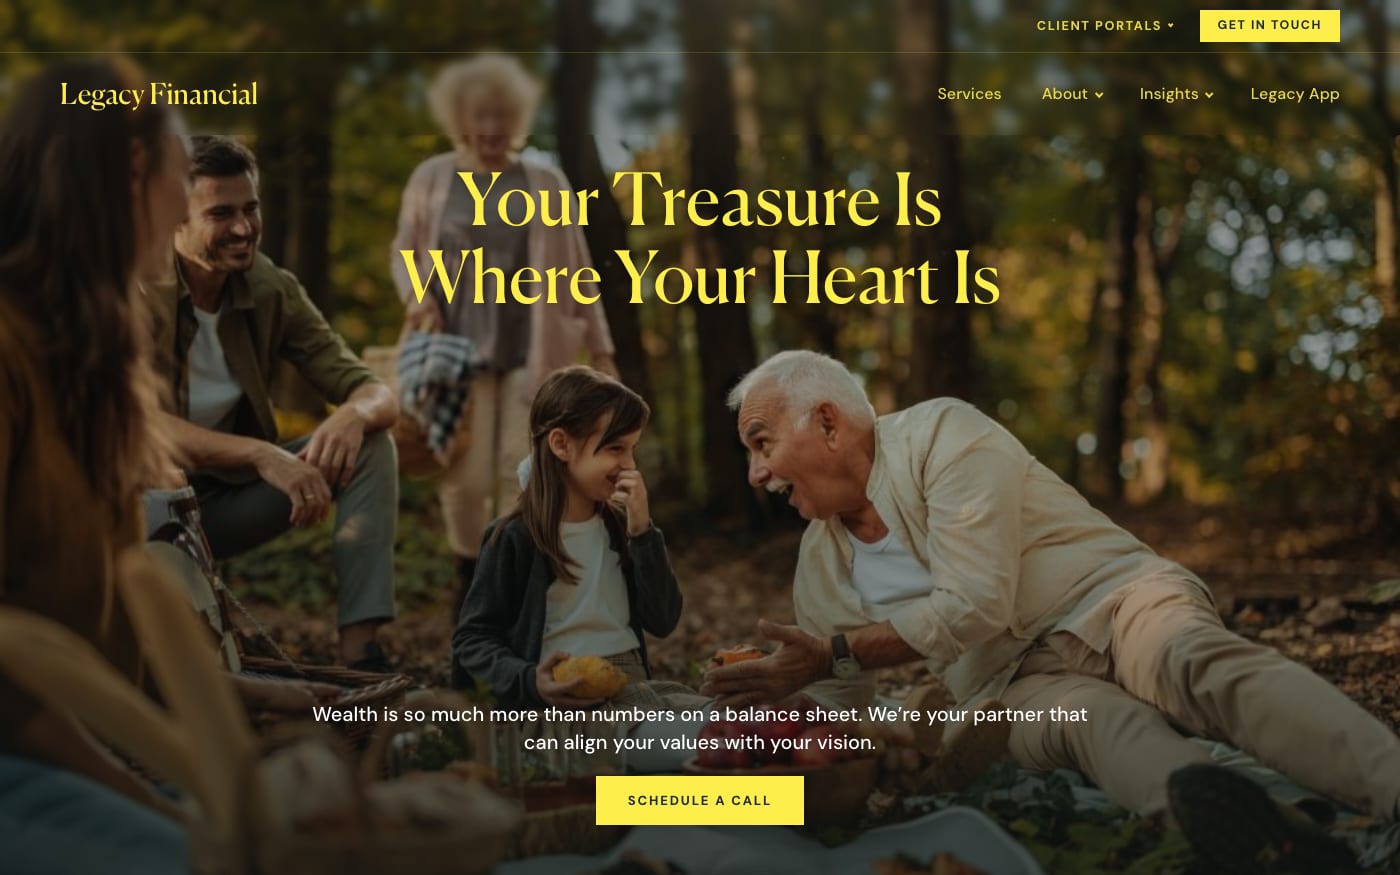 CLIENT PORTALS
GET IN TOUCH
Legacy Financial
Services
About
Insights
Legacy App
Your Treasure Is
Where Your Heart Is
Wealth is so much more than numbers on a balance sheet. We’re your partner that
can align your values with your vision.
SCHEDULE A CALL